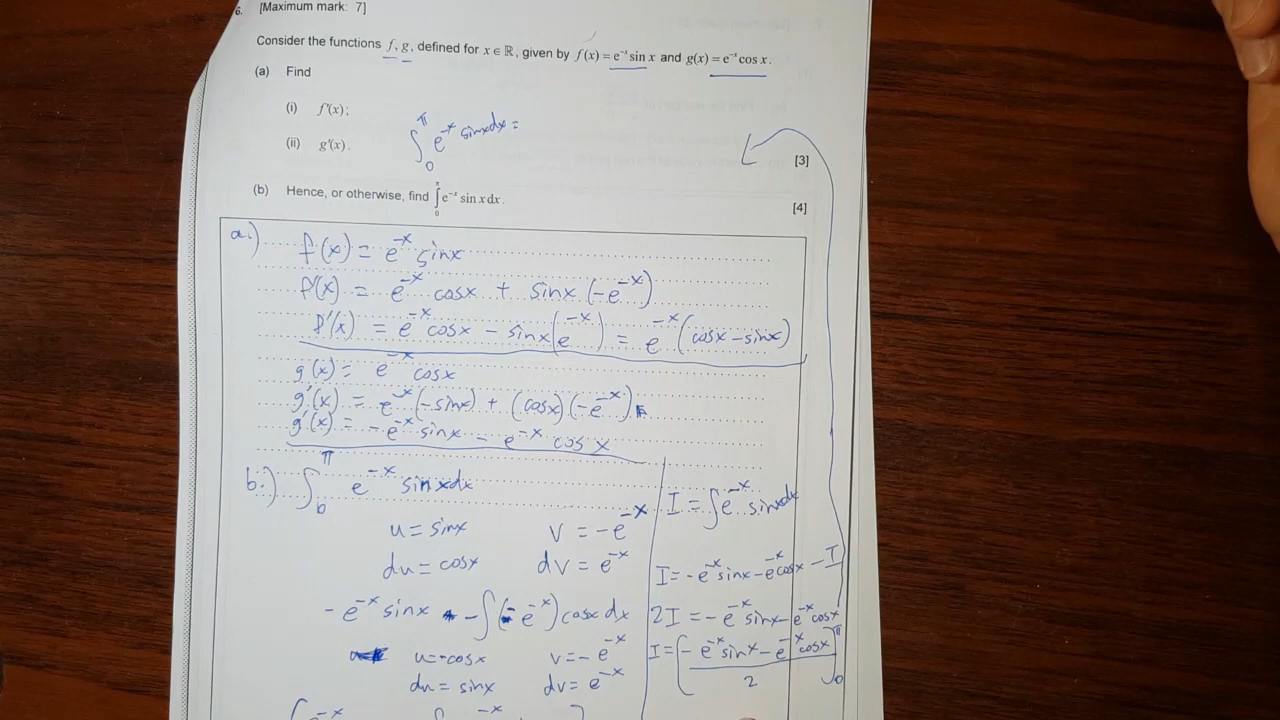 6. [Maximum mark: 7]
Consider the functions f, g, defined for x ∈ ℝ, given by f(x) = e⁻ˣ sin x and g(x) = e⁻ˣ cos x.
(a) Find
(i) f′(x);
(ii) g′(x).
∫₀^π e⁻ˣ sinx dx =
[3]
(b) Hence, or otherwise, find ∫₀^π e⁻ˣ sin x dx.
[4]
a.) f(x) = e⁻ˣ sinx
f′(x) = e⁻ˣ cosx + sinx (-e⁻ˣ)
f′(x) = e⁻ˣ cosx - sinx(e⁻ˣ) = e⁻ˣ (cosx - sinx)
g(x) = e⁻ˣ cosx
g′(x) = e⁻ˣ (-sinx) + (cosx)(-e⁻ˣ)
g′(x) = -e⁻ˣ sinx - e⁻ˣ cos x
b.) ∫₀^π e⁻ˣ sinx dx
u = sinx v = -e⁻ˣ
du = cosx dv = e⁻ˣ
-e⁻ˣ sinx - ∫(-e⁻ˣ) cosx dx
u = -cosx v = -e⁻ˣ
du = sinx dv = e⁻ˣ
I = ∫e⁻ˣ sinx dx
I = -e⁻ˣ sinx - e⁻ˣ cosx - I
2I = -e⁻ˣ sinx - e⁻ˣ cosx
I = [(-e⁻ˣ sinx - e⁻ˣ cosx)/2]₀^π